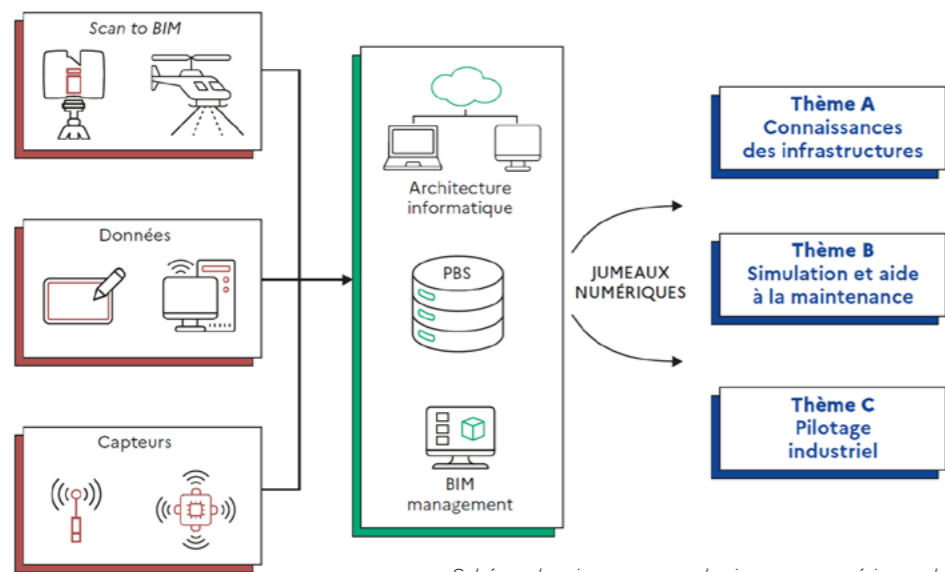 Scan to BIM
Données
Capteurs
Architecture
informatique
PBS
BIM
management
JUMEAUX
NUMÉRIQUES
Thème A
Connaissances
des infrastructures
Thème B
Simulation et aide
à la maintenance
Thème C
Pilotage
industriel